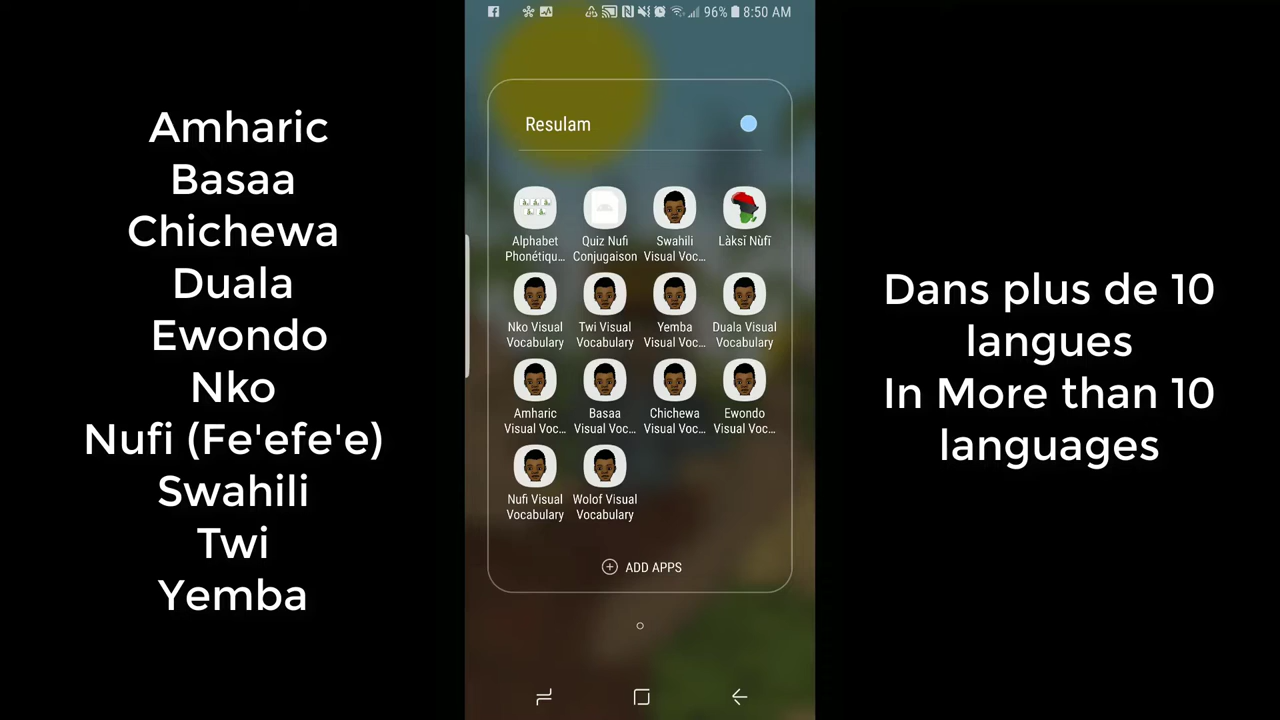 Amharic
Basaa
Chichewa
Duala
Ewondo
Nko
Nufi (Fe'efe'e)
Swahili
Twi
Yemba
96% 8:50 AM
Resulam
Alphabet Phonétiqu...
Quiz Nufi Conjugaison
Swahili Visual Voc...
Làksǐ Nùfī
Nko Visual Vocabulary
Twi Visual Vocabulary
Yemba Visual Voc...
Duala Visual Vocabulary
Amharic Visual Voc...
Basaa Visual Voc...
Chichewa Visual Voc...
Ewondo Visual Voc...
Nufi Visual Vocabulary
Wolof Visual Vocabulary
ADD APPS
Dans plus de 10
langues
In More than 10
languages